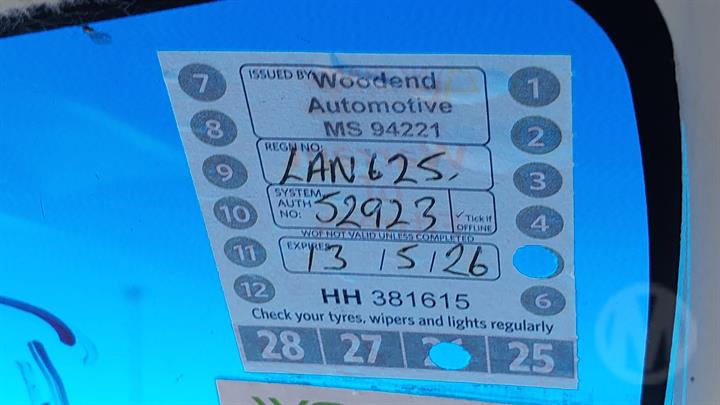 ISSUED BY Woodend
Automotive
MS 94221
REGN NO: LAN625.
SYSTEM AUTH NO: 52923
✓ Tick if OFFLINE
WOF NOT VALID UNLESS COMPLETED
EXPIRES 13/5/26
HH 381615
Check your tyres, wipers and lights regularly
7
8
9
10
11
12
1
2
3
4
6
28 27 25